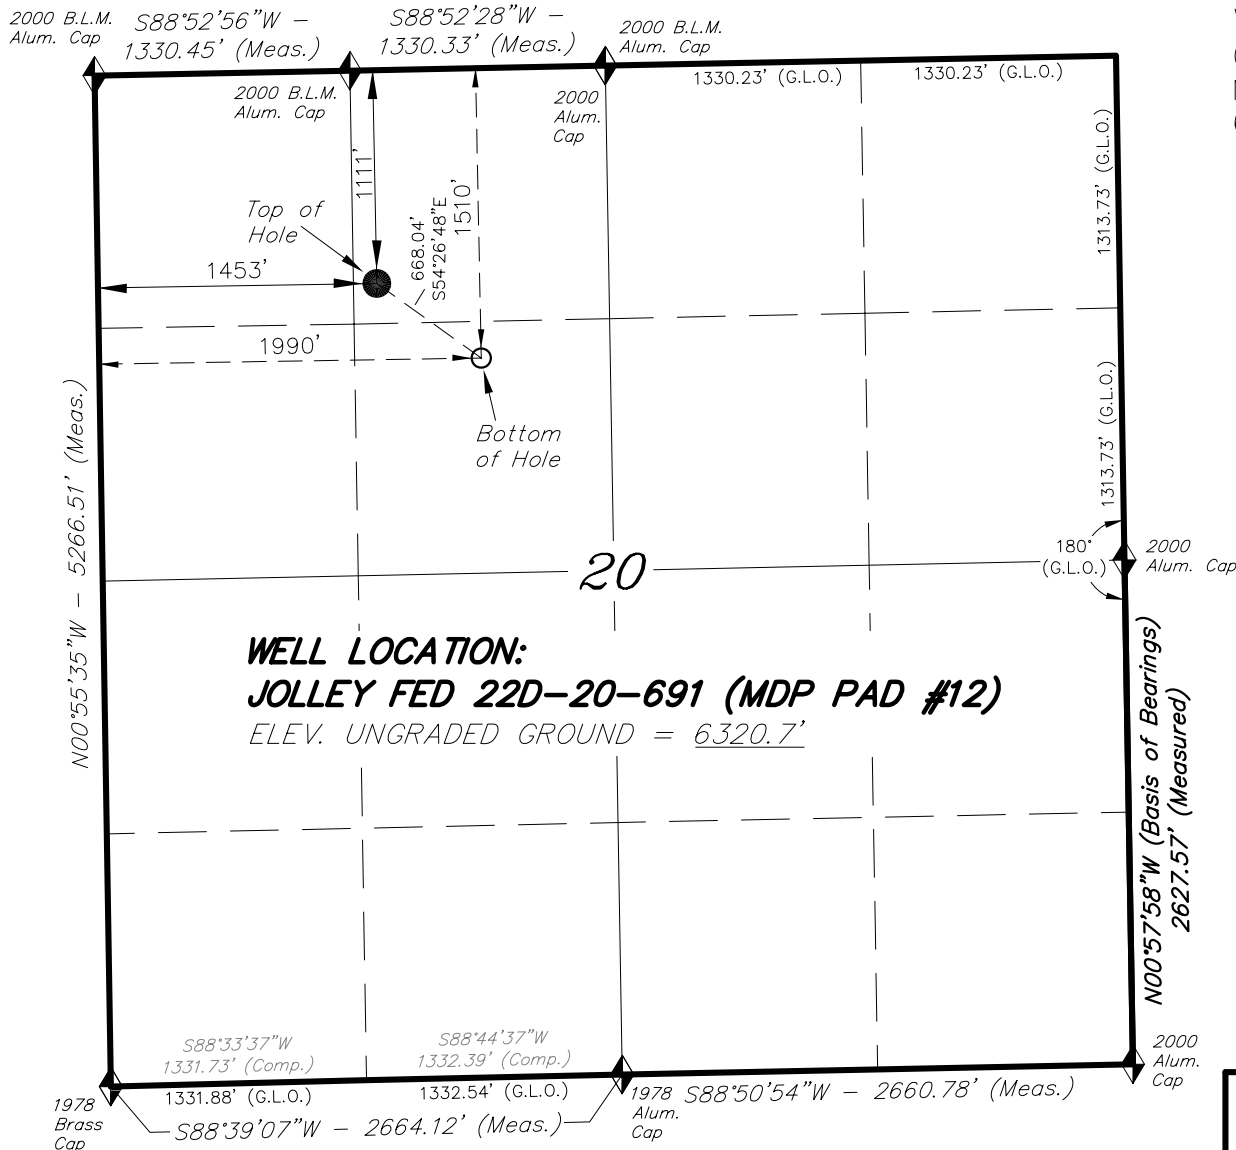 2000 B.L.M.
Alum. Cap
S88°52'56"W –
1330.45' (Meas.)
S88°52'28"W –
1330.33' (Meas.)
2000 B.L.M.
Alum. Cap
2000 B.L.M.
Alum. Cap
2000
Alum.
Cap
1330.23' (G.L.O.)
1330.23' (G.L.O.)
1313.73' (G.L.O.)
1111'
1510'
668.04'
S54°26'48"E
Top of
Hole
1453'
1990'
Bottom
of Hole
1313.73' (G.L.O.)
N00°55'35"W – 5266.51' (Meas.)
180°
(G.L.O.)
2000
Alum. Cap
20
WELL LOCATION:
JOLLEY FED 22D–20–691 (MDP PAD #12)
ELEV. UNGRADED GROUND = 6320.7'
N00°57'58"W (Basis of Bearings)
2627.57' (Measured)
S88°33'37"W
1331.73' (Comp.)
S88°44'37"W
1332.39' (Comp.)
1331.88' (G.L.O.)
1332.54' (G.L.O.)
1978
Brass
Cap
S88°39'07"W – 2664.12' (Meas.)
1978
Alum.
Cap
S88°50'54"W – 2660.78' (Meas.)
2000
Alum.
Cap